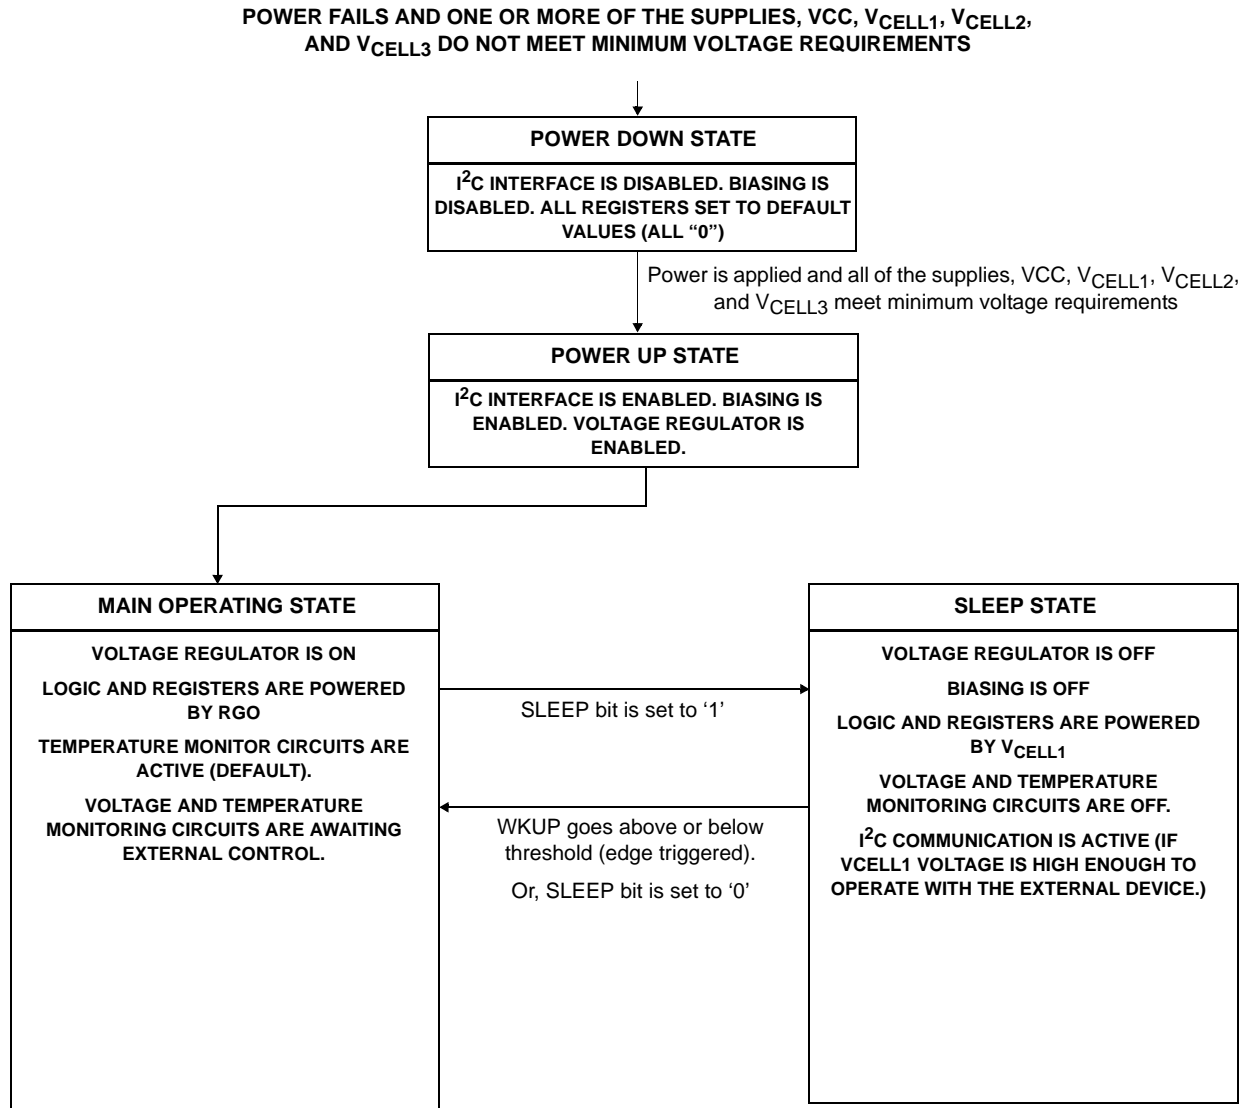 POWER FAILS AND ONE OR MORE OF THE SUPPLIES, VCC, VCELL1, VCELL2,
AND VCELL3 DO NOT MEET MINIMUM VOLTAGE REQUIREMENTS
POWER DOWN STATE
I2C INTERFACE IS DISABLED. BIASING IS
DISABLED. ALL REGISTERS SET TO DEFAULT
VALUES (ALL “0”)
Power is applied and all of the supplies, VCC, VCELL1, VCELL2,
and VCELL3 meet minimum voltage requirements
POWER UP STATE
I2C INTERFACE IS ENABLED. BIASING IS
ENABLED. VOLTAGE REGULATOR IS
ENABLED.
MAIN OPERATING STATE
VOLTAGE REGULATOR IS ON
LOGIC AND REGISTERS ARE POWERED
BY RGO
TEMPERATURE MONITOR CIRCUITS ARE
ACTIVE (DEFAULT).
VOLTAGE AND TEMPERATURE
MONITORING CIRCUITS ARE AWAITING
EXTERNAL CONTROL.
SLEEP bit is set to ‘1’
WKUP goes above or below
threshold (edge triggered).
Or, SLEEP bit is set to ‘0’
SLEEP STATE
VOLTAGE REGULATOR IS OFF
BIASING IS OFF
LOGIC AND REGISTERS ARE POWERED
BY VCELL1
VOLTAGE AND TEMPERATURE
MONITORING CIRCUITS ARE OFF.
I2C COMMUNICATION IS ACTIVE (IF
VCELL1 VOLTAGE IS HIGH ENOUGH TO
OPERATE WITH THE EXTERNAL DEVICE.)